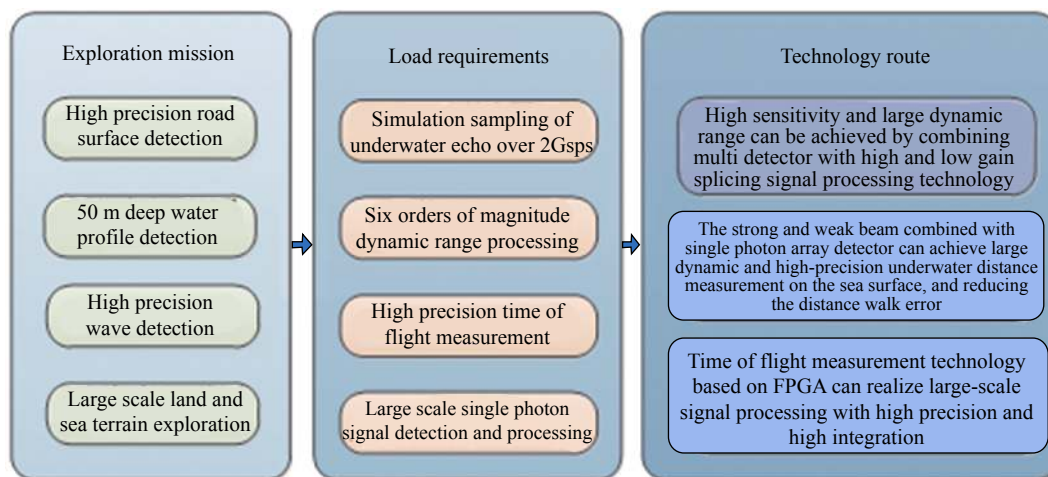 Exploration mission
High precision road
surface detection
50 m deep water
profile detection
High precision
wave detection
Large scale land and
sea terrain exploration
Load requirements
Simulation sampling of
underwater echo over 2Gsps
Six orders of magnitude
dynamic range processing
High precision time of
flight measurement
Large scale single photon
signal detection and processing
Technology route
High sensitivity and large dynamic
range can be achieved by combining
multi detector with high and low gain
splicing signal processing technology
The strong and weak beam combined with
single photon array detector can achieve large
dynamic and high-precision underwater distance
measurement on the sea surface, and reducing
the distance walk error
Time of flight measurement technology
based on FPGA can realize large-scale
signal processing with high precision and
high integration